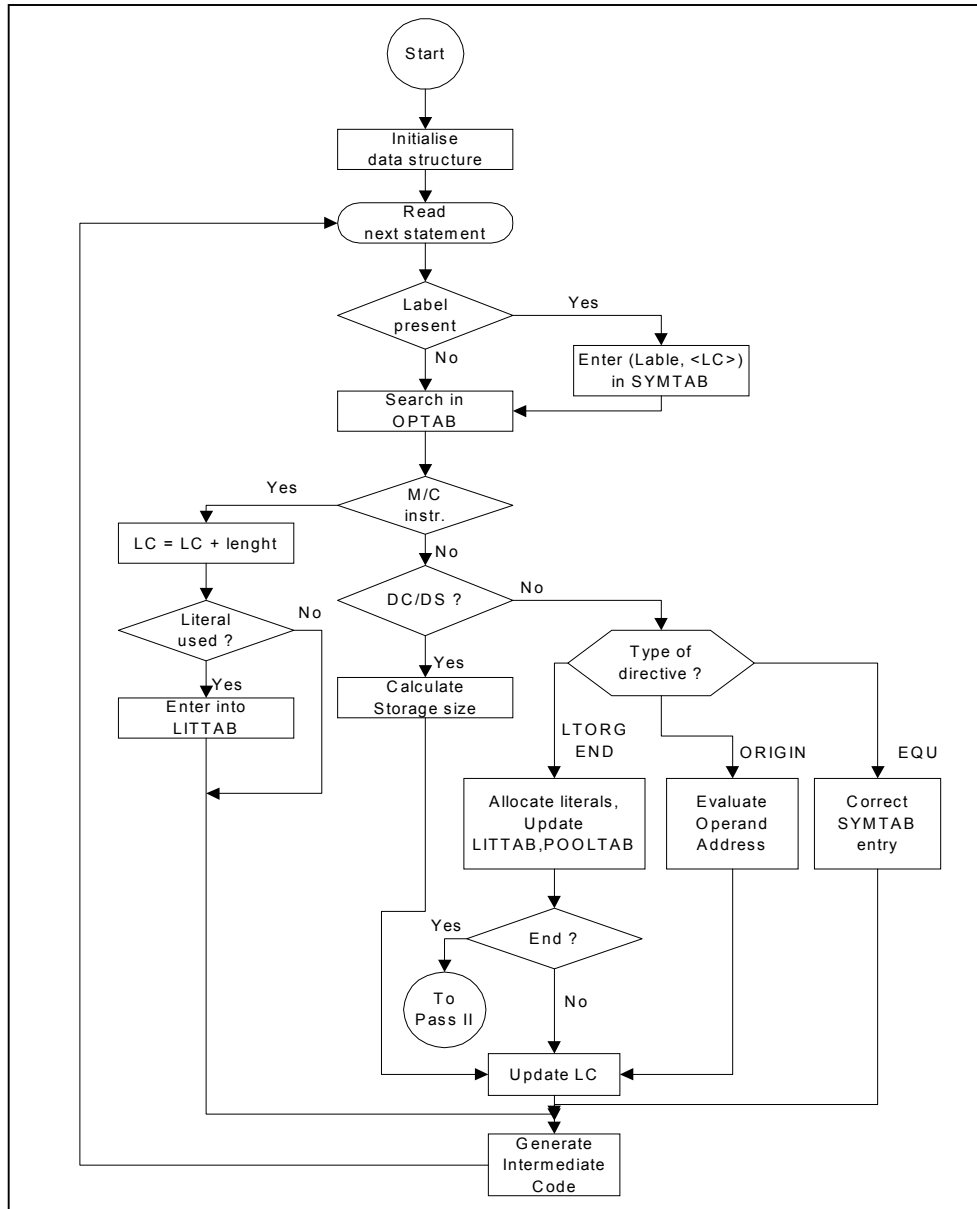 Start
Initialise
data structure
Read
next statement
Label
present
Yes
No
Enter (Lable, <LC>)
in SYMTAB
Search in
OPTAB
Yes
M/C
instr.
LC = LC + lenght
No
DC/DS ?
No
Literal
used ?
No
Type of
directive ?
Yes
Yes
Enter into
LITTAB
Calculate
Storage size
LTORG
END
ORIGIN
EQU
Allocate literals,
Update
LITTAB,POOLTAB
Evaluate
Operand
Address
Correct
SYMTAB
entry
Yes
End ?
To
Pass II
No
Update LC
Generate
Intermediate
Code